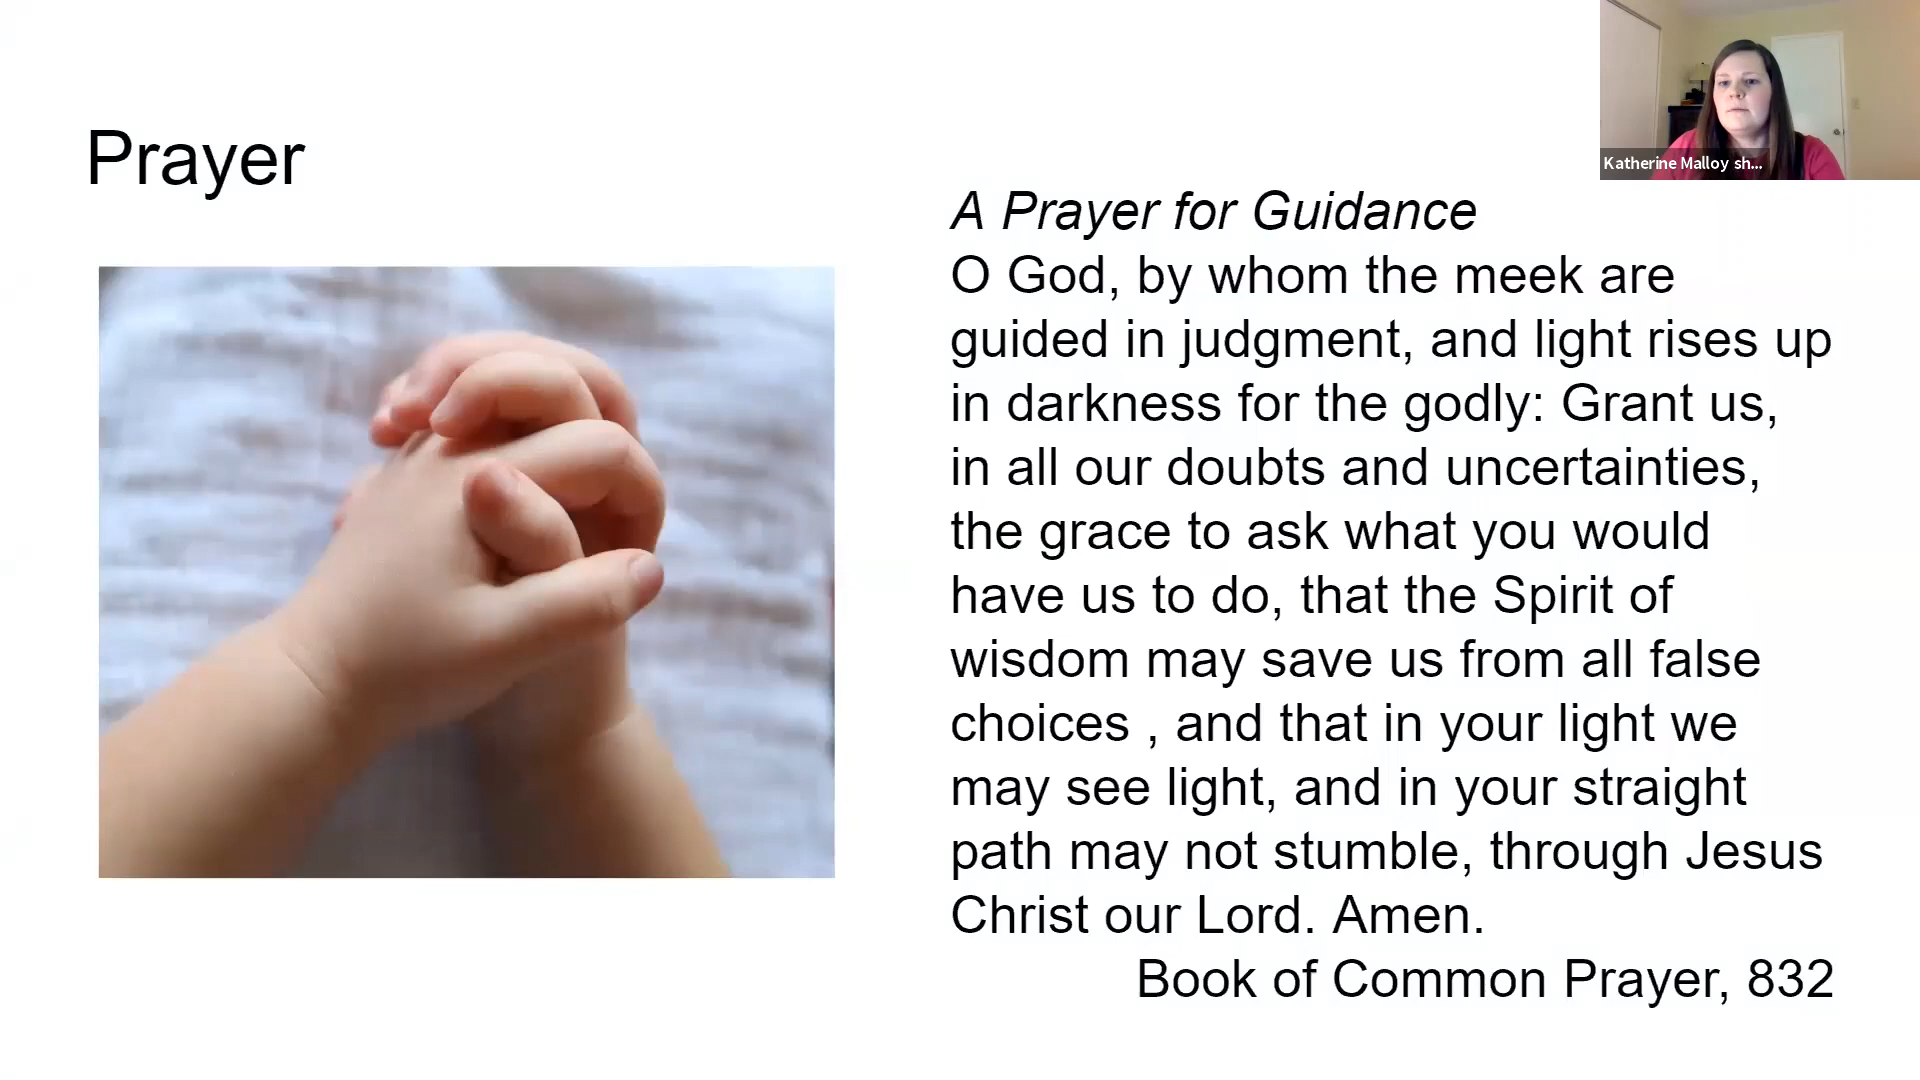 Prayer
Katherine Malloy sh...
A Prayer for Guidance
O God, by whom the meek are
guided in judgment, and light rises up
in darkness for the godly: Grant us,
in all our doubts and uncertainties,
the grace to ask what you would
have us to do, that the Spirit of
wisdom may save us from all false
choices , and that in your light we
may see light, and in your straight
path may not stumble, through Jesus
Christ our Lord. Amen.
Book of Common Prayer, 832